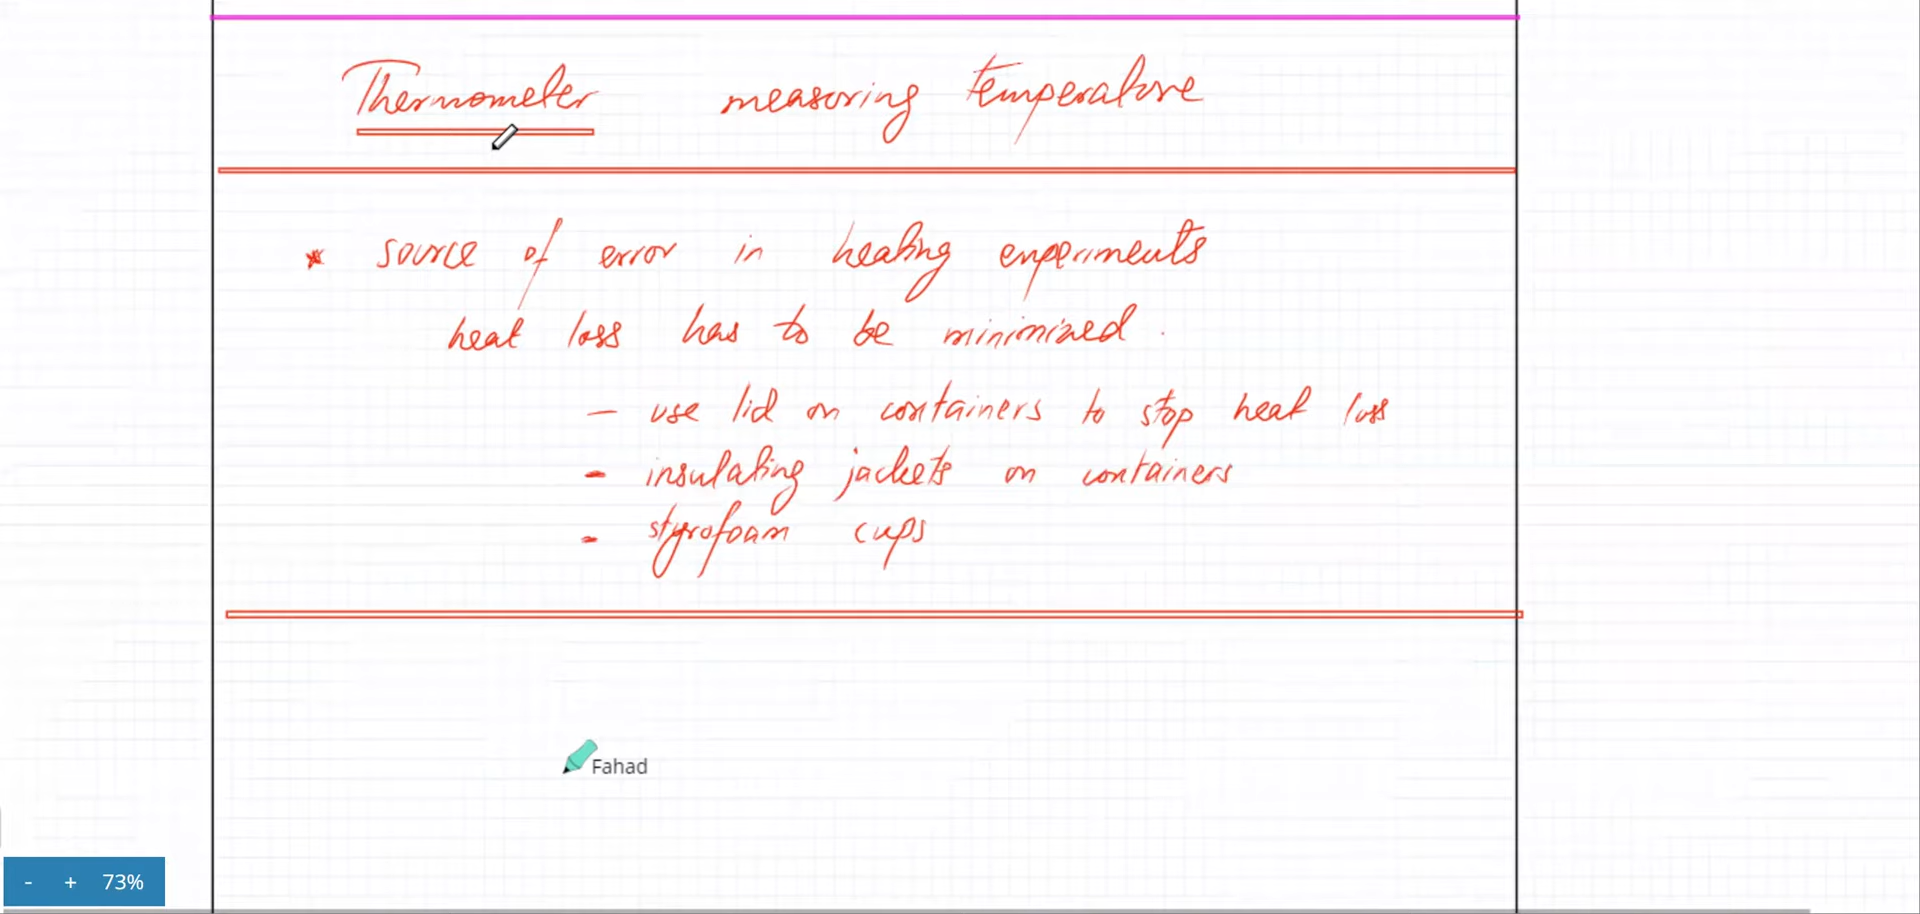 Thermometer measuring temperature
* source of error in heating experiments
heat loss has to be minimized.
– use lid on containers to stop heat loss
- insulating jackets on containers
- styrofoam cups
Fahad
- + 73%